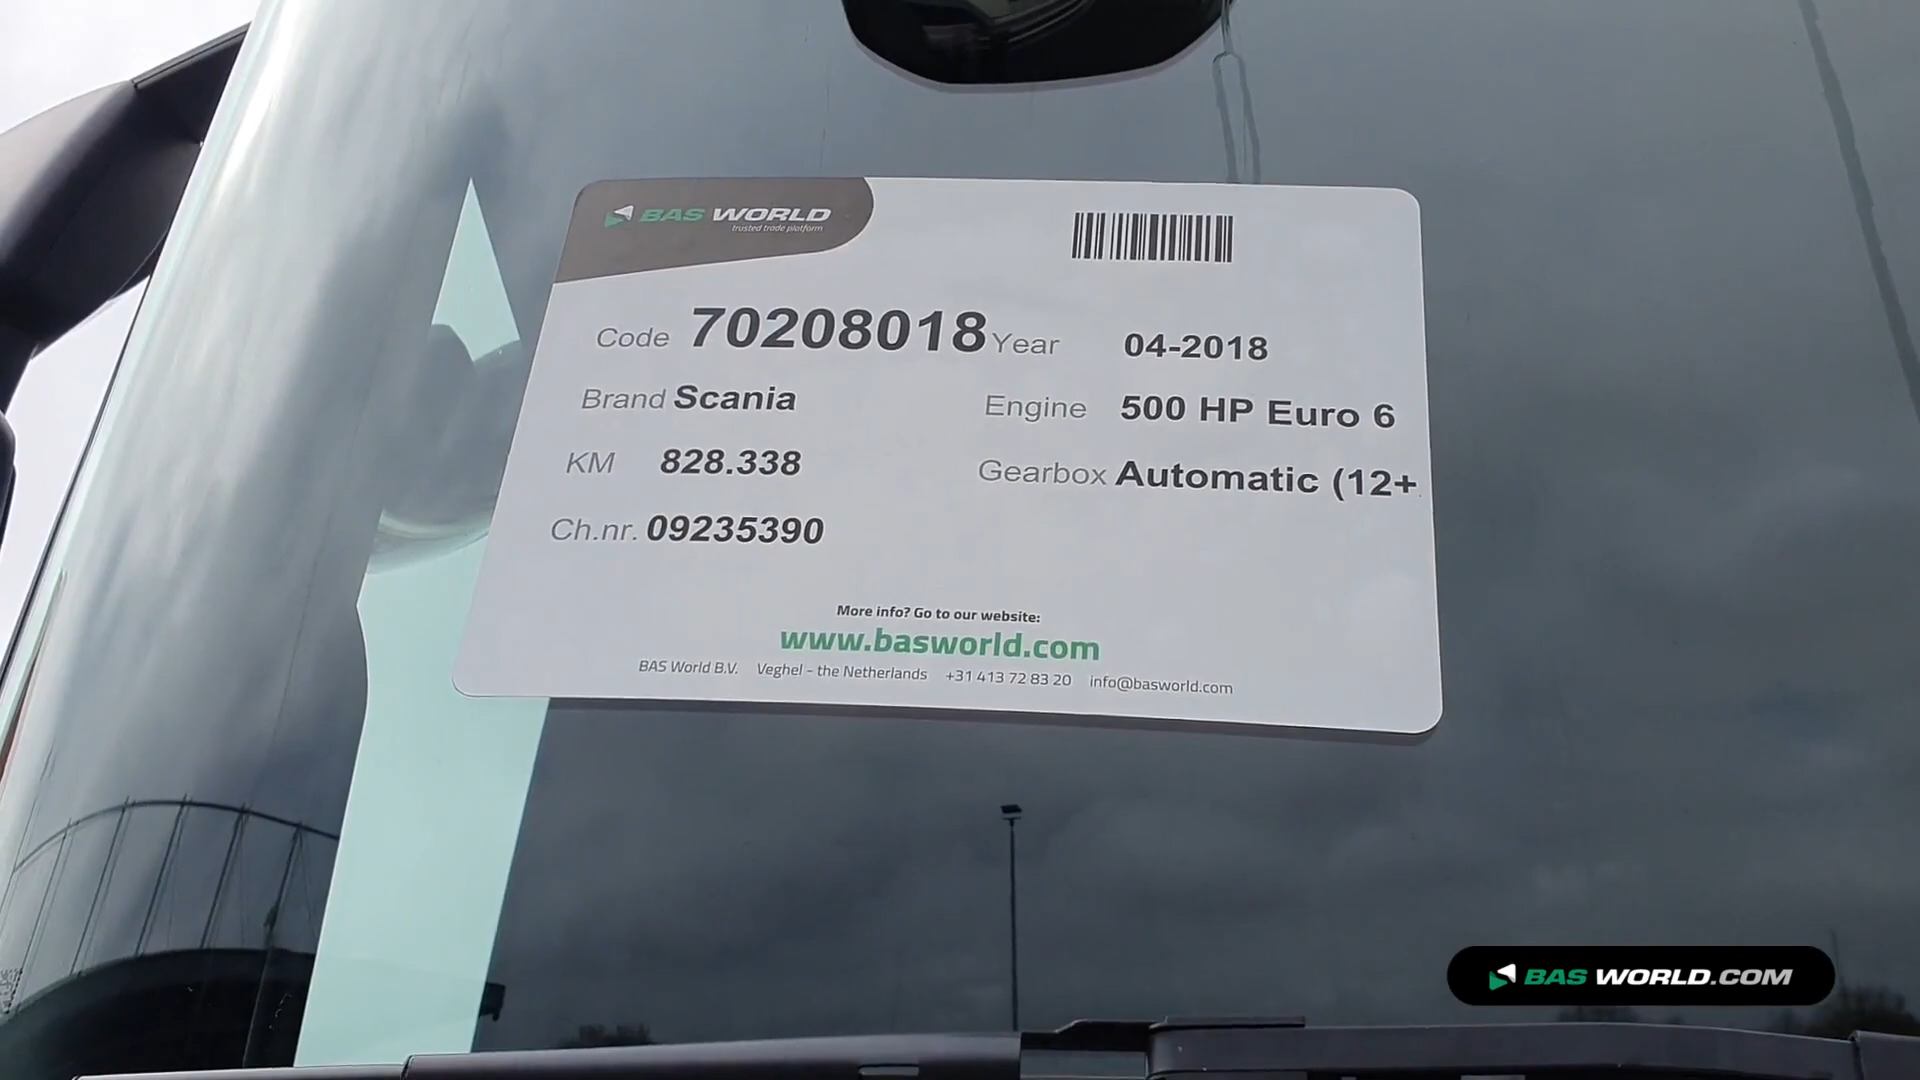 BAS WORLD
trusted trade platform
Code 70208018 Year 04-2018
Brand Scania Engine 500 HP Euro 6
KM 828.338 Gearbox Automatic (12+
Ch.nr. 09235390
More info? Go to our website:
www.basworld.com
BAS World B.V. Veghel - the Netherlands +31 413 72 83 20 info@basworld.com
BAS WORLD.COM